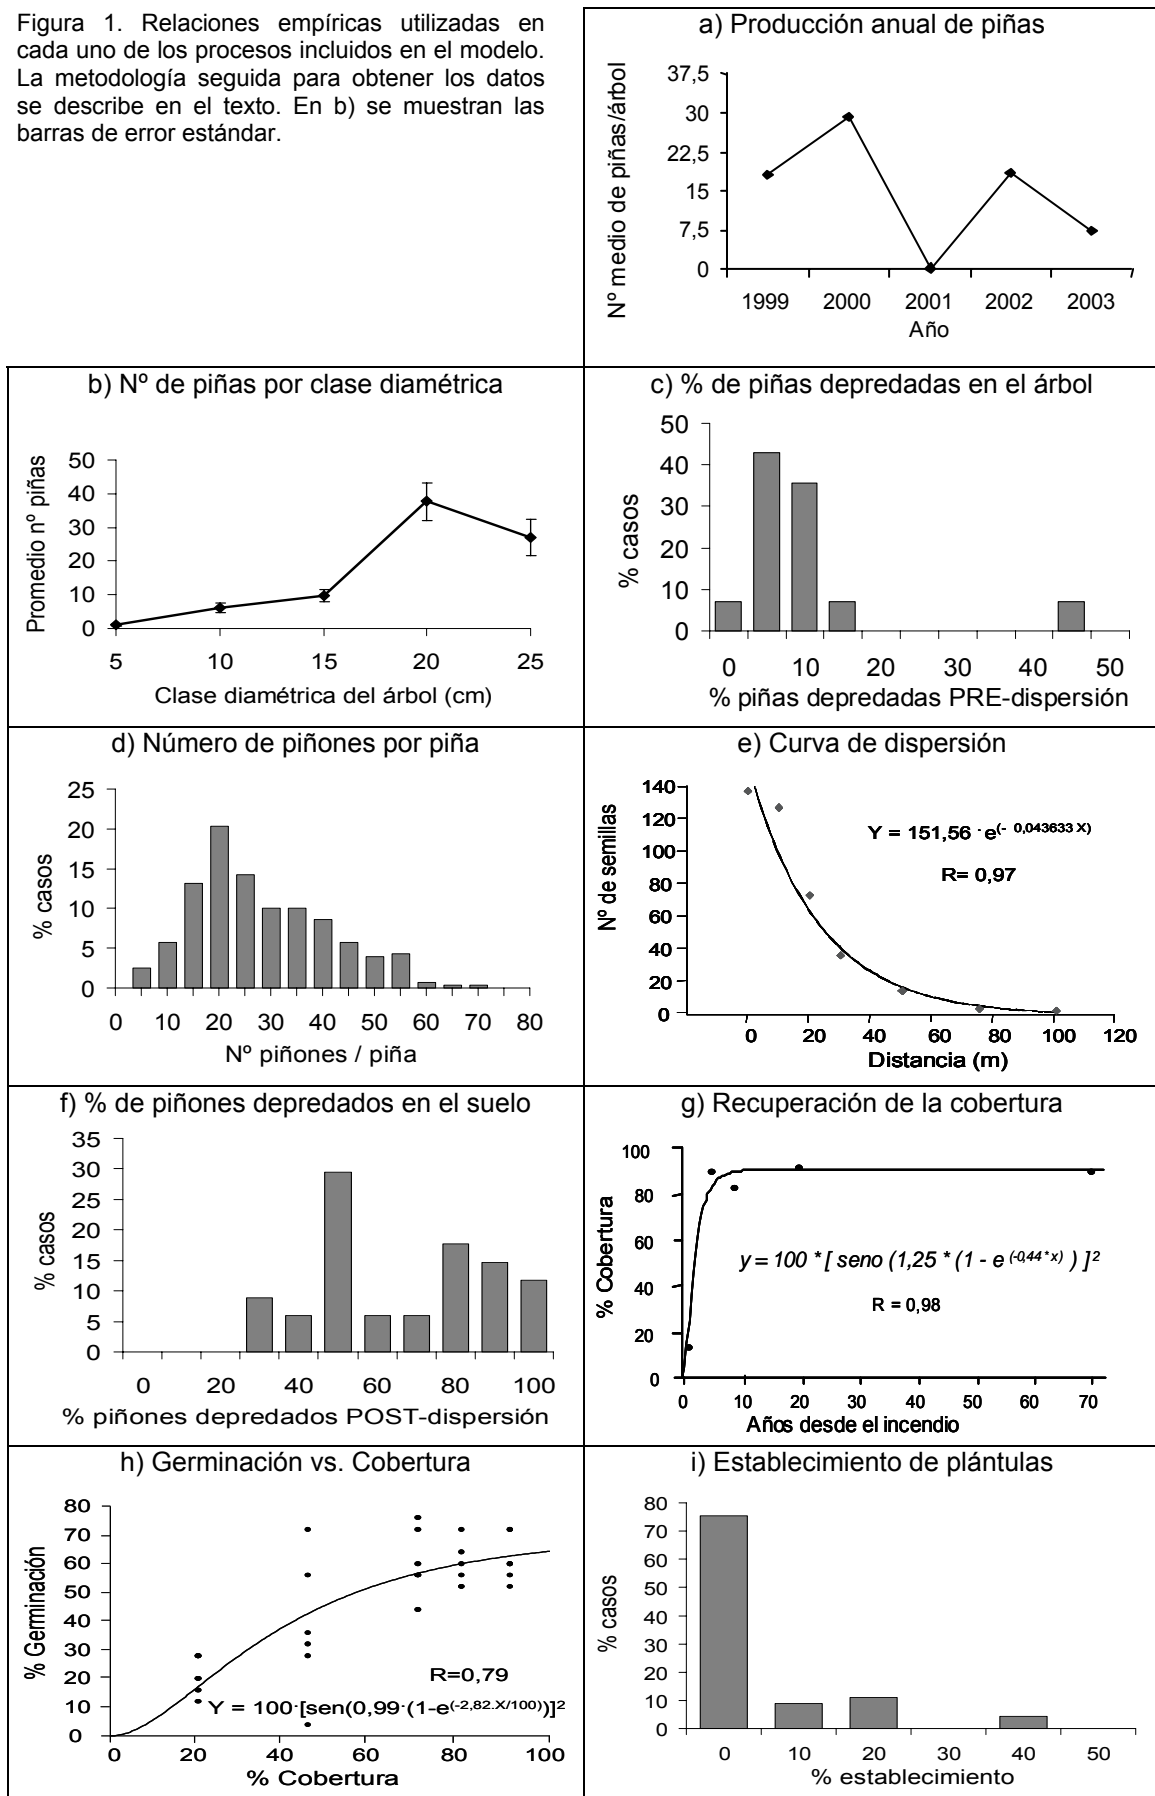 Figura 1. Relaciones empíricas utilizadas en
cada uno de los procesos incluidos en el modelo.
La metodología seguida para obtener los datos
se describe en el texto. En b) se muestran las
barras de error estándar.
a) Producción anual de piñas
Nº medio de piñas/árbol
37,5
30
22,5
15
7,5
0
1999 2000 2001 2002 2003
Año
b) Nº de piñas por clase diamétrica
Promedio nº piñas
50
40
30
20
10
0
5 10 15 20 25
Clase diamétrica del árbol (cm)
c) % de piñas depredadas en el árbol
% casos
50
40
30
20
10
0
0 10 20 30 40 50
% piñas depredadas PRE-dispersión
d) Número de piñones por piña
% casos
25
20
15
10
5
0
0 10 20 30 40 50 60 70 80
Nº piñones / piña
e) Curva de dispersión
Nº de semillas
140
120
100
80
60
40
20
0
Y = 151,56 · e(- 0,043633 X)
R= 0,97
0 20 40 60 80 100 120
Distancia (m)
f) % de piñones depredados en el suelo
% casos
35
30
25
20
15
10
5
0
0 20 40 60 80 100
% piñones depredados POST-dispersión
g) Recuperación de la cobertura
% Cobertura
100
80
60
40
20
0
y = 100 * [ seno (1,25 * (1 - e (-0,44 * x) ) ]²
R = 0,98
0 10 20 30 40 50 60 70
Años desde el incendio
h) Germinación vs. Cobertura
% Germinación
80
70
60
50
40
30
20
10
0
R=0,79
Y = 100·[sen(0,99·(1-e(-2,82.X/100))]²
0 20 40 60 80 100
% Cobertura
i) Establecimiento de plántulas
% casos
80
70
60
50
40
30
20
10
0
0 10 20 30 40 50
% establecimiento